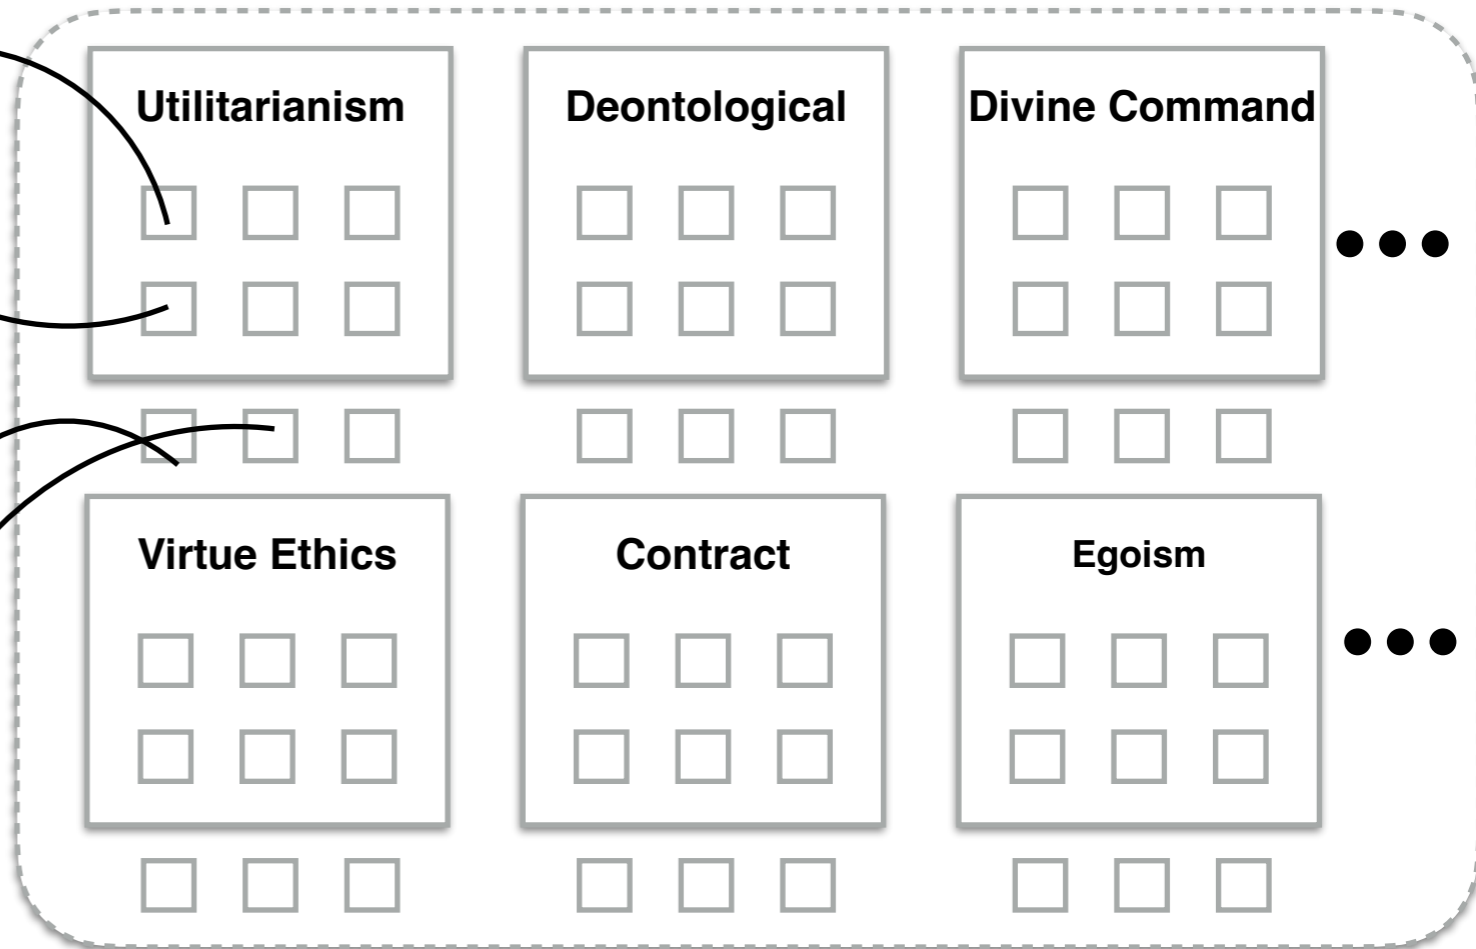 Utilitarianism
Deontological
Divine Command
Virtue Ethics
Contract
Egoism